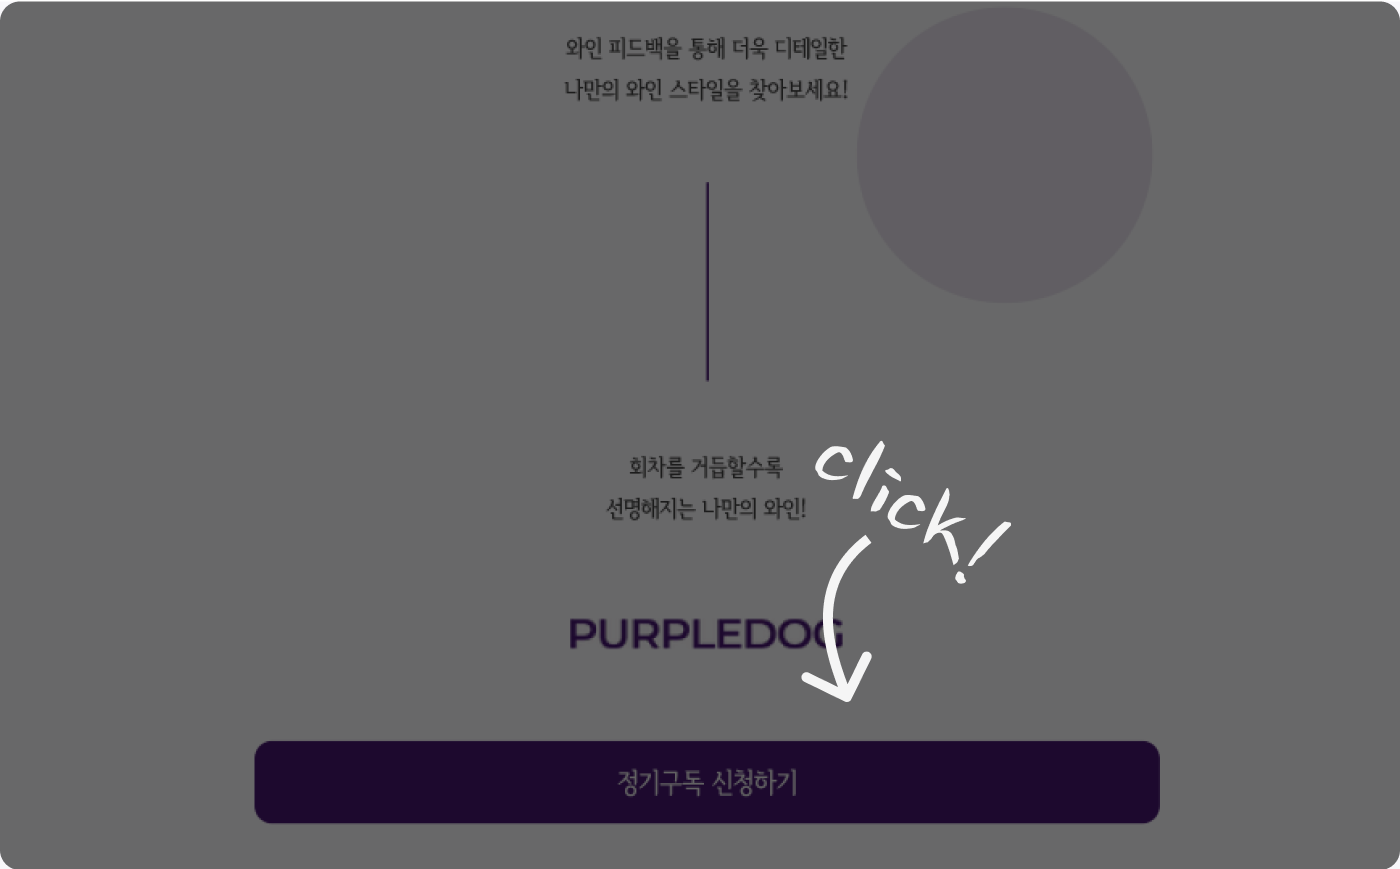 와인 피드백을 통해 더욱 디테일한
나만의 와인 스타일을 찾아보세요!
회차를 거듭할수록
선명해지는 나만의 와인!
click!
PURPLEDOG
정기구독 신청하기